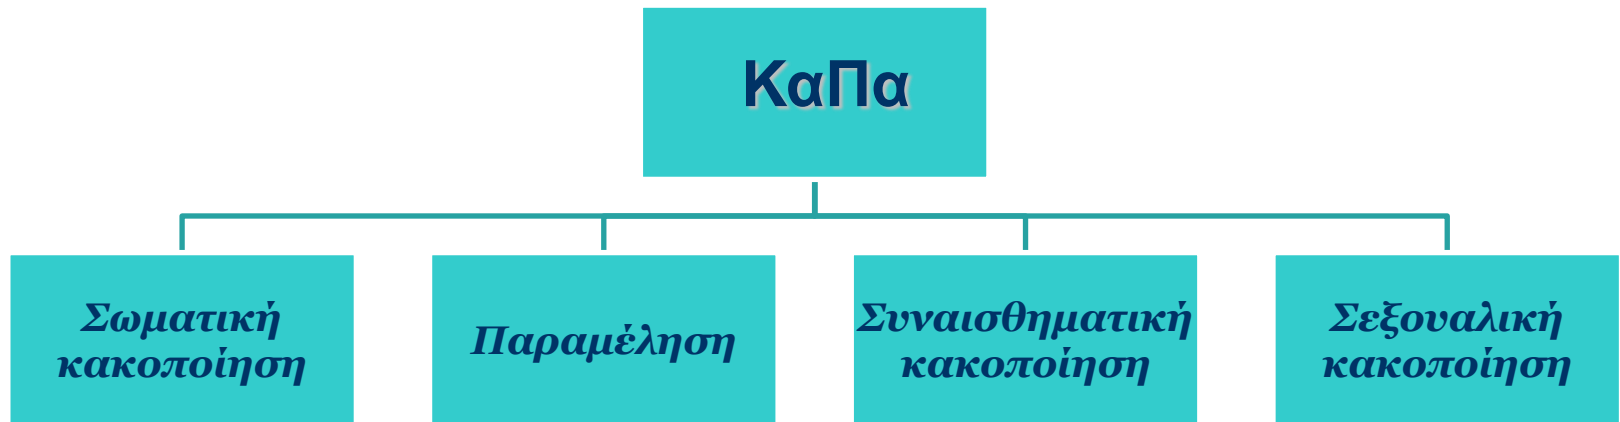 ΚαΠα
Σωματική
κακοποίηση
Παραμέληση
Συναισθηματική
κακοποίηση
Σεξουαλική
κακοποίηση